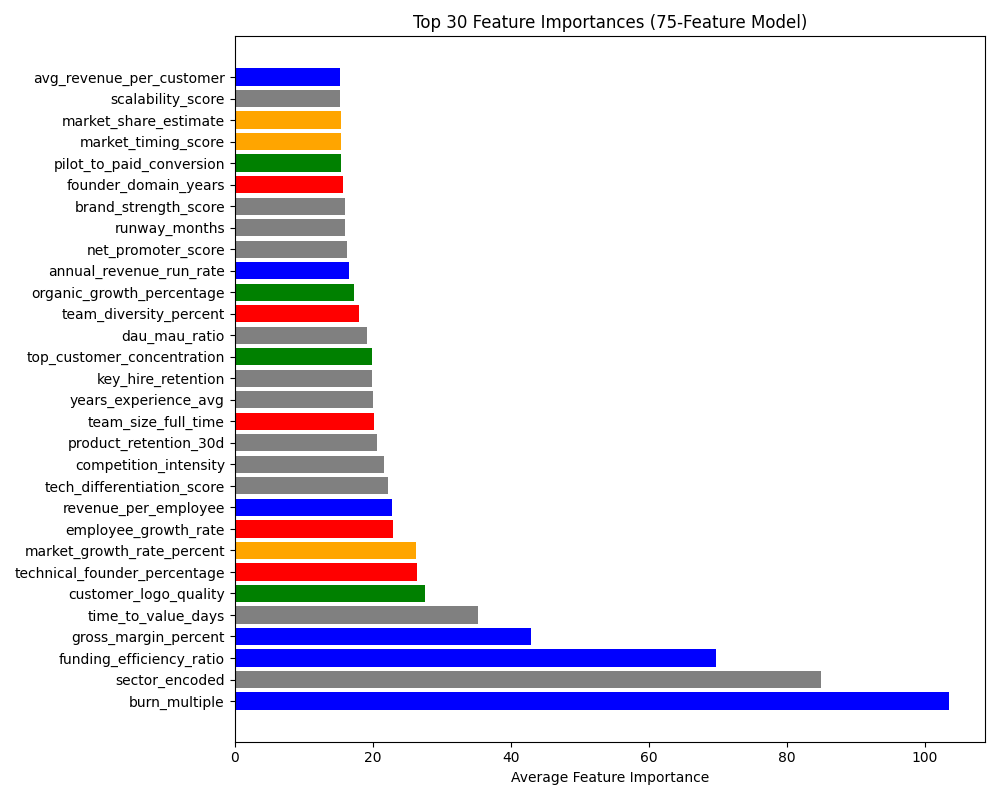 Top 30 Feature Importances (75-Feature Model)
avg_revenue_per_customer
scalability_score
market_share_estimate
market_timing_score
pilot_to_paid_conversion
founder_domain_years
brand_strength_score
runway_months
net_promoter_score
annual_revenue_run_rate
organic_growth_percentage
team_diversity_percent
dau_mau_ratio
top_customer_concentration
key_hire_retention
years_experience_avg
team_size_full_time
product_retention_30d
competition_intensity
tech_differentiation_score
revenue_per_employee
employee_growth_rate
market_growth_rate_percent
technical_founder_percentage
customer_logo_quality
time_to_value_days
gross_margin_percent
funding_efficiency_ratio
sector_encoded
burn_multiple
0 20 40 60 80 100
Average Feature Importance